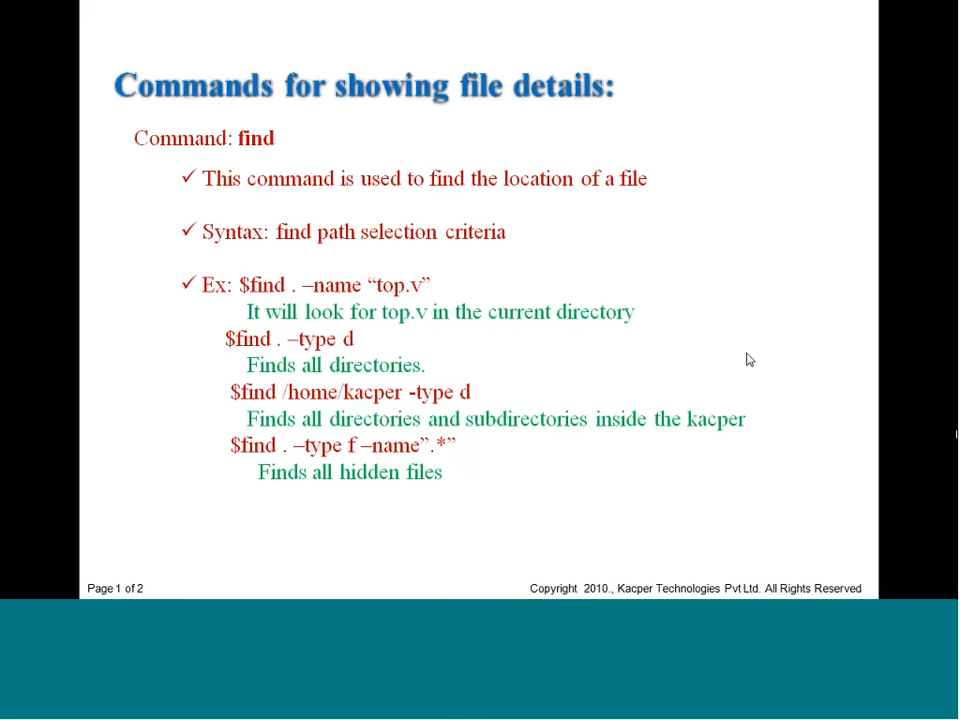 Commands for showing file details:
Command: find
✓ This command is used to find the location of a file
✓ Syntax: find path selection criteria
✓ Ex: $find . –name “top.v”
It will look for top.v in the current directory
$find . –type d
Finds all directories.
$find /home/kacper -type d
Finds all directories and subdirectories inside the kacper
$find . –type f –name”.*”
Finds all hidden files
Page 1 of 2
Copyright 2010., Kacper Technologies Pvt Ltd. All Rights Reserved